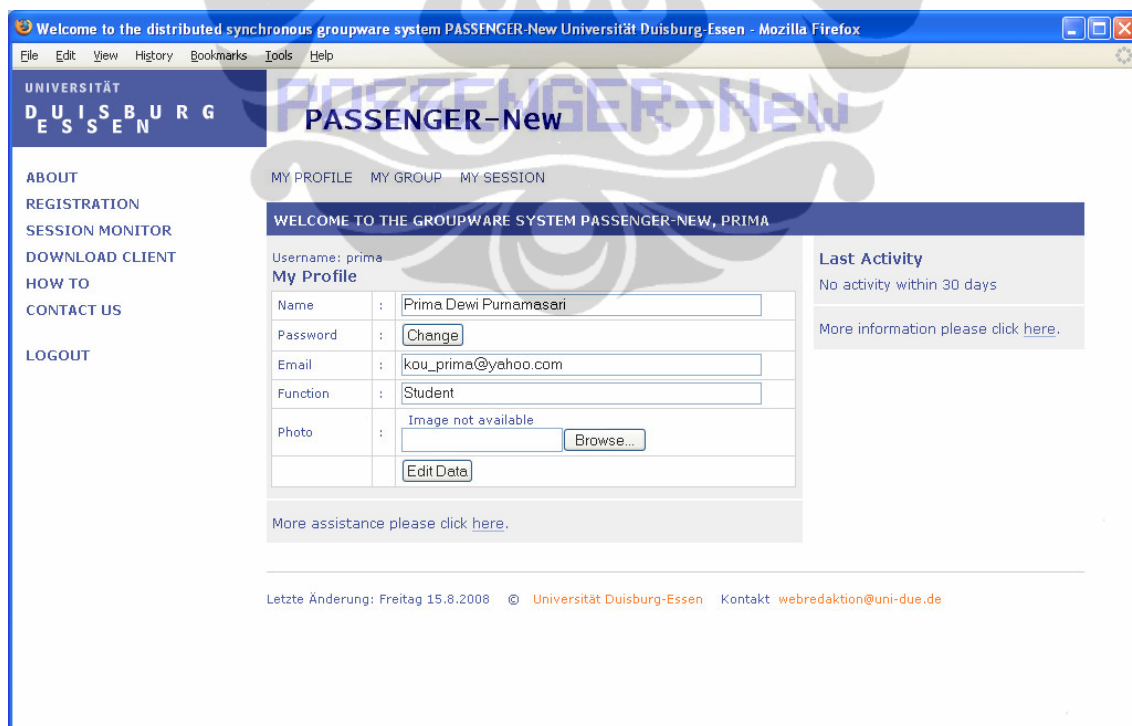 Welcome to the distributed synchronous groupware system PASSENGER-New Universität Duisburg-Essen - Mozilla Firefox
File Edit View History Bookmarks Tools Help
UNIVERSITÄT
DUISBURG
ESSEN
PASSENGER-New
PASSENGER-New
ABOUT
REGISTRATION
SESSION MONITOR
DOWNLOAD CLIENT
HOW TO
CONTACT US
LOGOUT
MY PROFILE MY GROUP MY SESSION
WELCOME TO THE GROUPWARE SYSTEM PASSENGER-NEW, PRIMA
Username: prima
My Profile
Name : Prima Dewi Purnamasari
Password : Change
Email : kou_prima@yahoo.com
Function : Student
Image not available
Photo : Browse...
Edit Data
More assistance please click here.
Last Activity
No activity within 30 days
More information please click here.
Letzte Änderung: Freitag 15.8.2008 © Universität Duisburg-Essen Kontakt webredaktion@uni-due.de